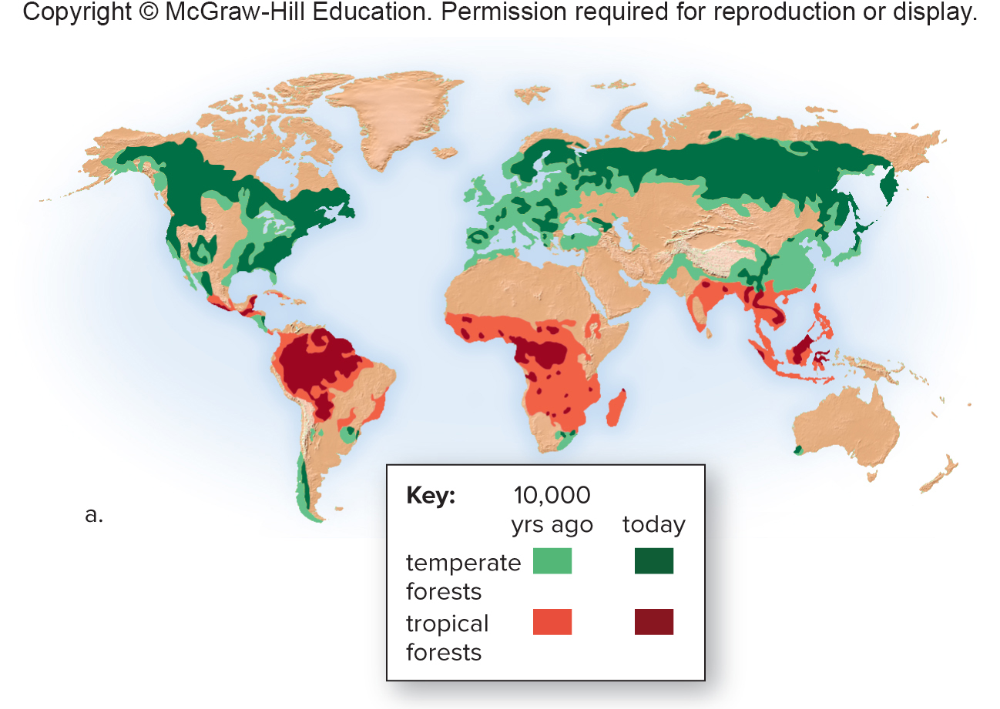 Copyright © McGraw-Hill Education. Permission required for reproduction or display.
a.
Key:
10,000
yrs ago
today
temperate
forests
tropical
forests